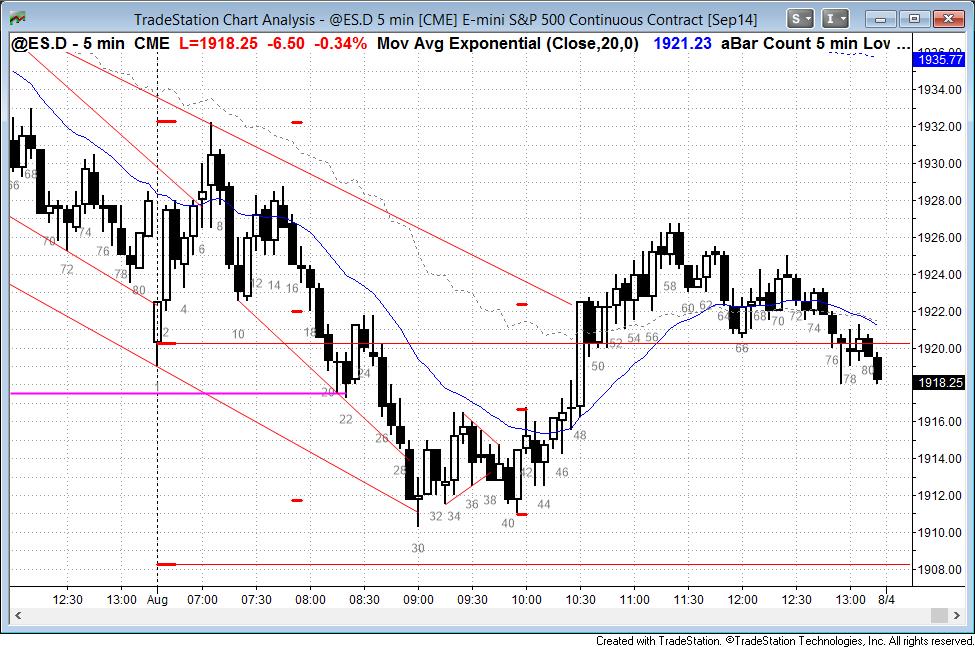 TradeStation Chart Analysis - @ES.D 5 min [CME] E-mini S&P 500 Continuous Contract [Sep14]
S I
@ES.D - 5 min CME L=1918.25 -6.50 -0.34% Mov Avg Exponential (Close,20,0) 1921.23 aBar Count 5 min Lov ...
1935.77
1934.00
1932.00
1930.00
1928.00
1926.00
1924.00
1922.00
1920.00
1918.25
1916.00
1914.00
1912.00
1910.00
1908.00
66 68 70 72 74 76 78 80
2 4 6 8 10 12 14 16 18 20 22 24 26 28 30 32 34 36 38 40 42 44 46 48 50 52 54 56 58 60 62 64 66 68 70 72 74 76 78 80
12:30 13:00 Aug 07:00 07:30 08:00 08:30 09:00 09:30 10:00 10:30 11:00 11:30 12:00 12:30 13:00 8/4
Created with TradeStation. ©TradeStation Technologies, Inc. All rights reserved.